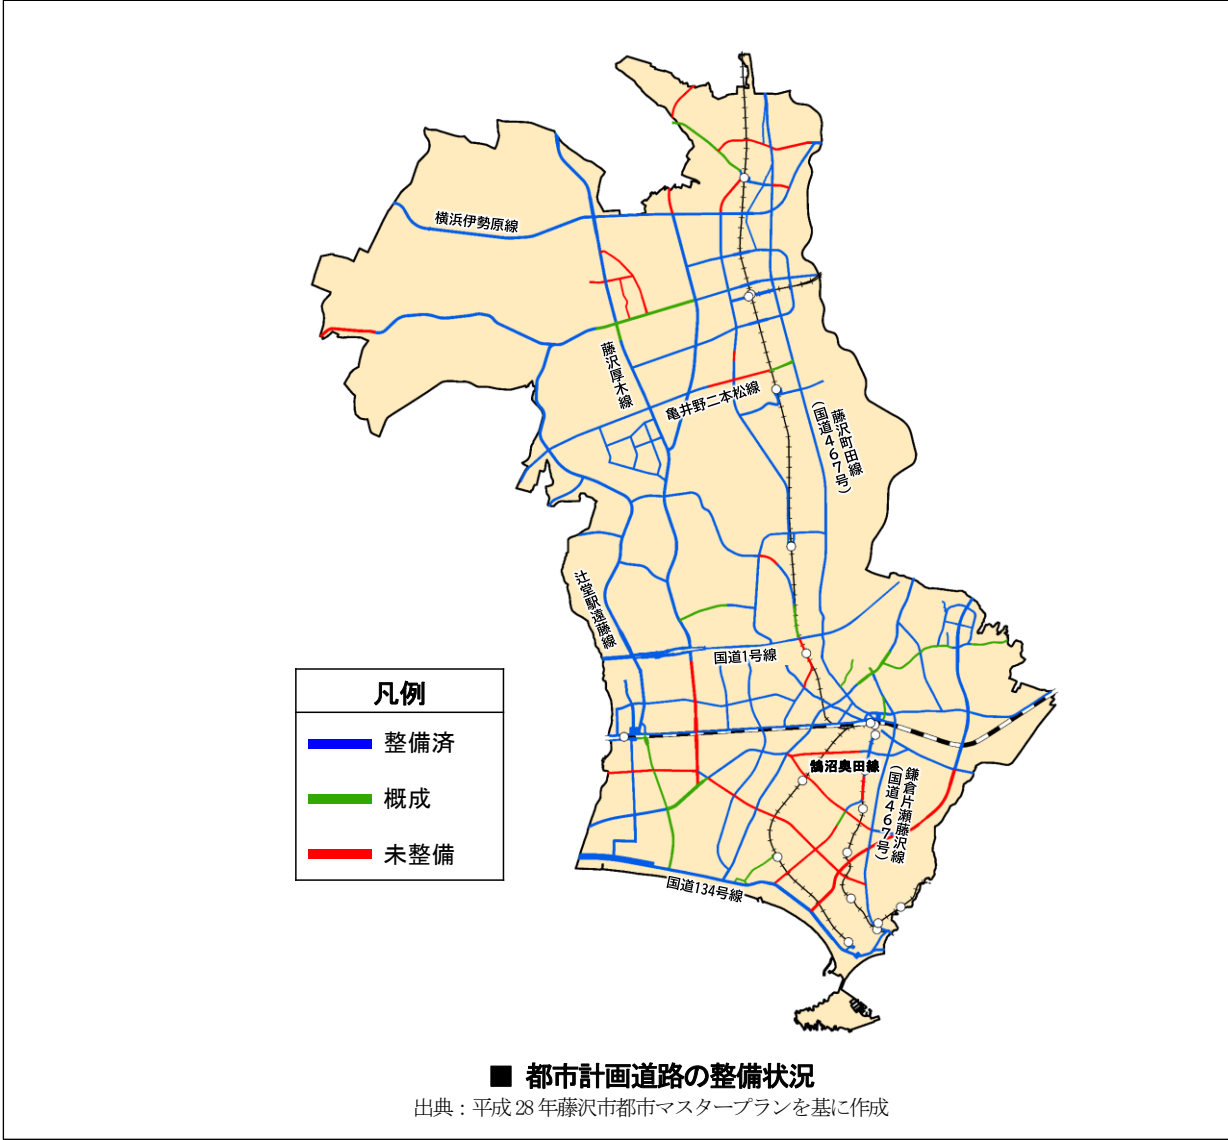 横浜伊勢原線
藤沢厚木線
亀井野二本松線
藤沢町田線
(国道467号)
辻堂駅遠藤線
国道1号線
凡例
整備済
概成
未整備
鵠沼奥田線
鎌倉片瀬藤沢線
(国道467号)
国道134号線
■ 都市計画道路の整備状況
出典：平成28年藤沢市都市マスタープランを基に作成